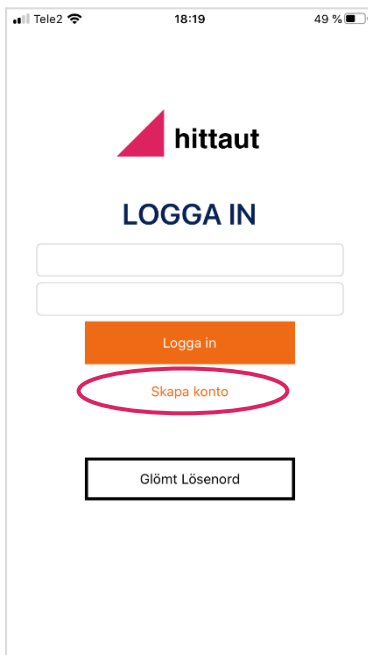 Tele2 18:19 49 %
hittaut
LOGGA IN
Logga in
Skapa konto
Glömt Lösenord